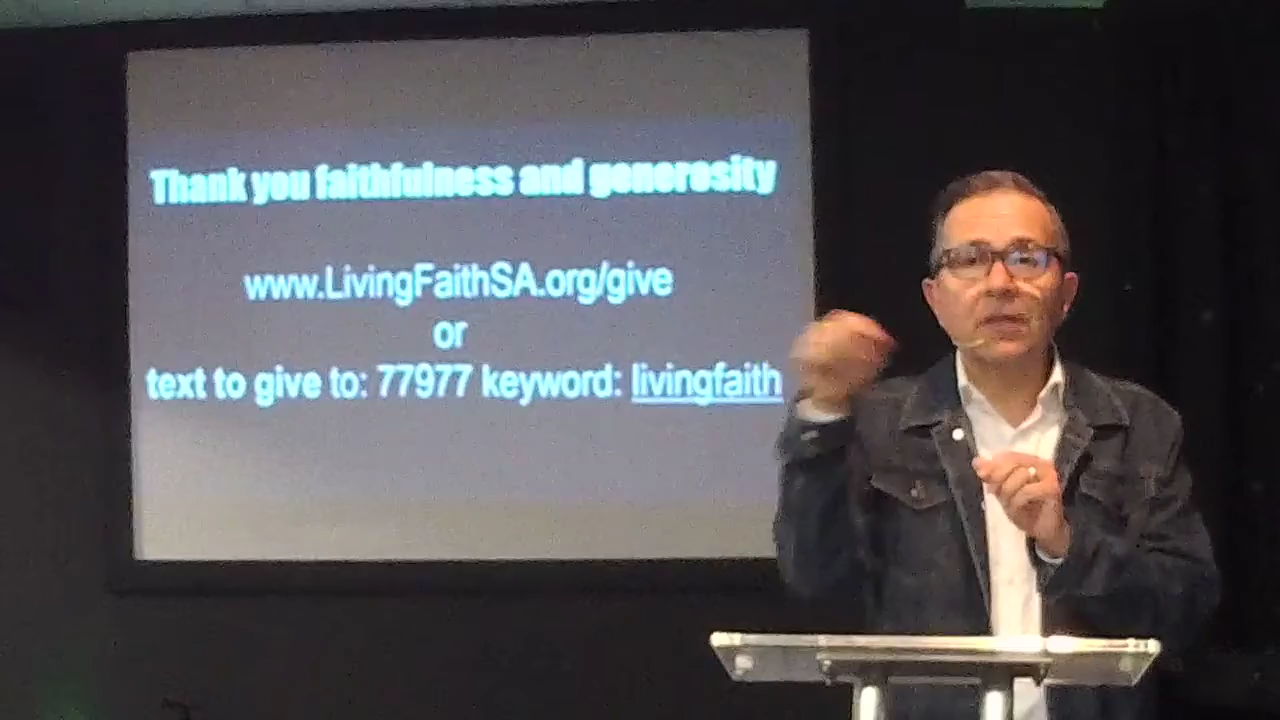 Thank you faithfulness and generosity
www.LivingFaithSA.org/give
or
text to give to: 77977 keyword: livingfaith